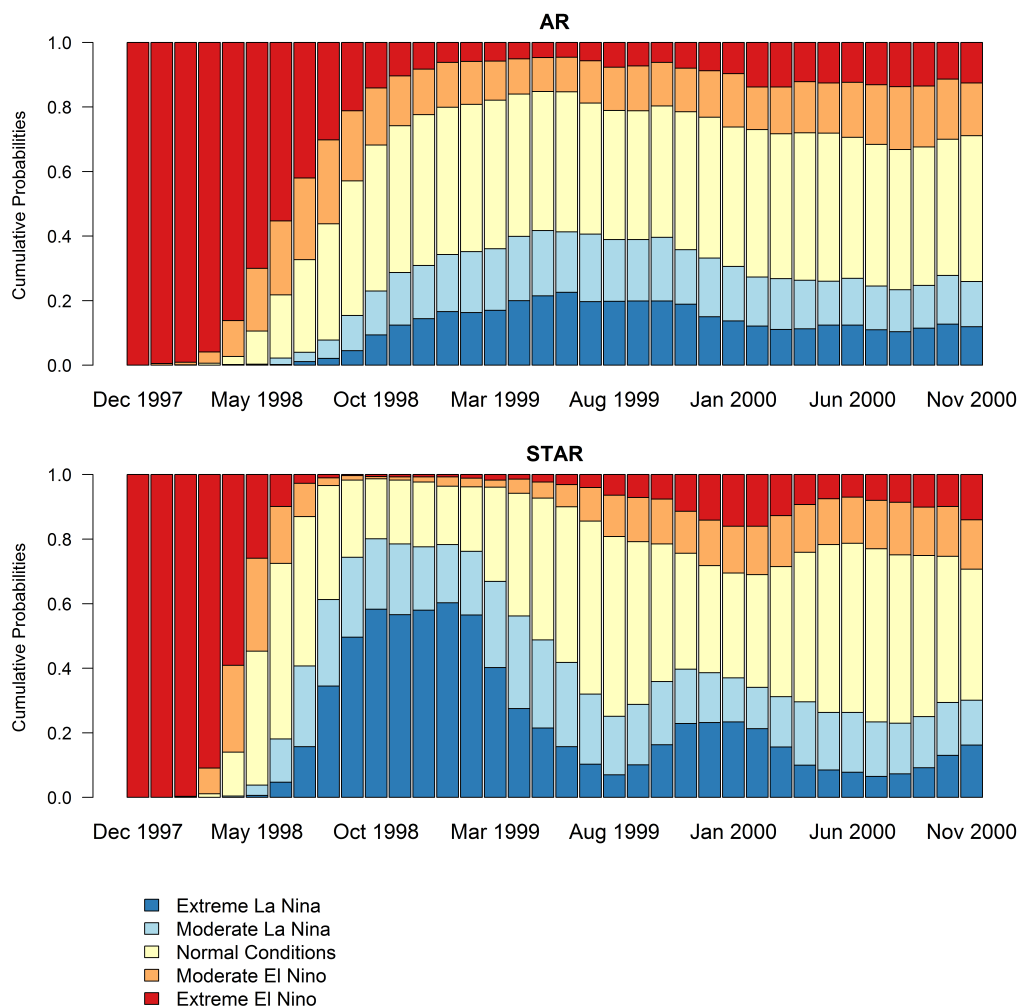 AR
Cumulative Probabilities
1.0
0.8
0.6
0.4
0.2
0.0
Dec 1997 May 1998 Oct 1998 Mar 1999 Aug 1999 Jan 2000 Jun 2000 Nov 2000
STAR
Cumulative Probabilities
1.0
0.8
0.6
0.4
0.2
0.0
Dec 1997 May 1998 Oct 1998 Mar 1999 Aug 1999 Jan 2000 Jun 2000 Nov 2000
Extreme La Nina
Moderate La Nina
Normal Conditions
Moderate El Nino
Extreme El Nino